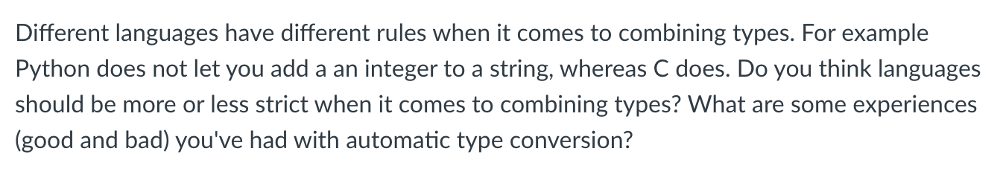 Different languages have different rules when it comes to combining types. For example
Python does not let you add a an integer to a string, whereas C does. Do you think languages
should be more or less strict when it comes to combining types? What are some experiences
(good and bad) you've had with automatic type conversion?